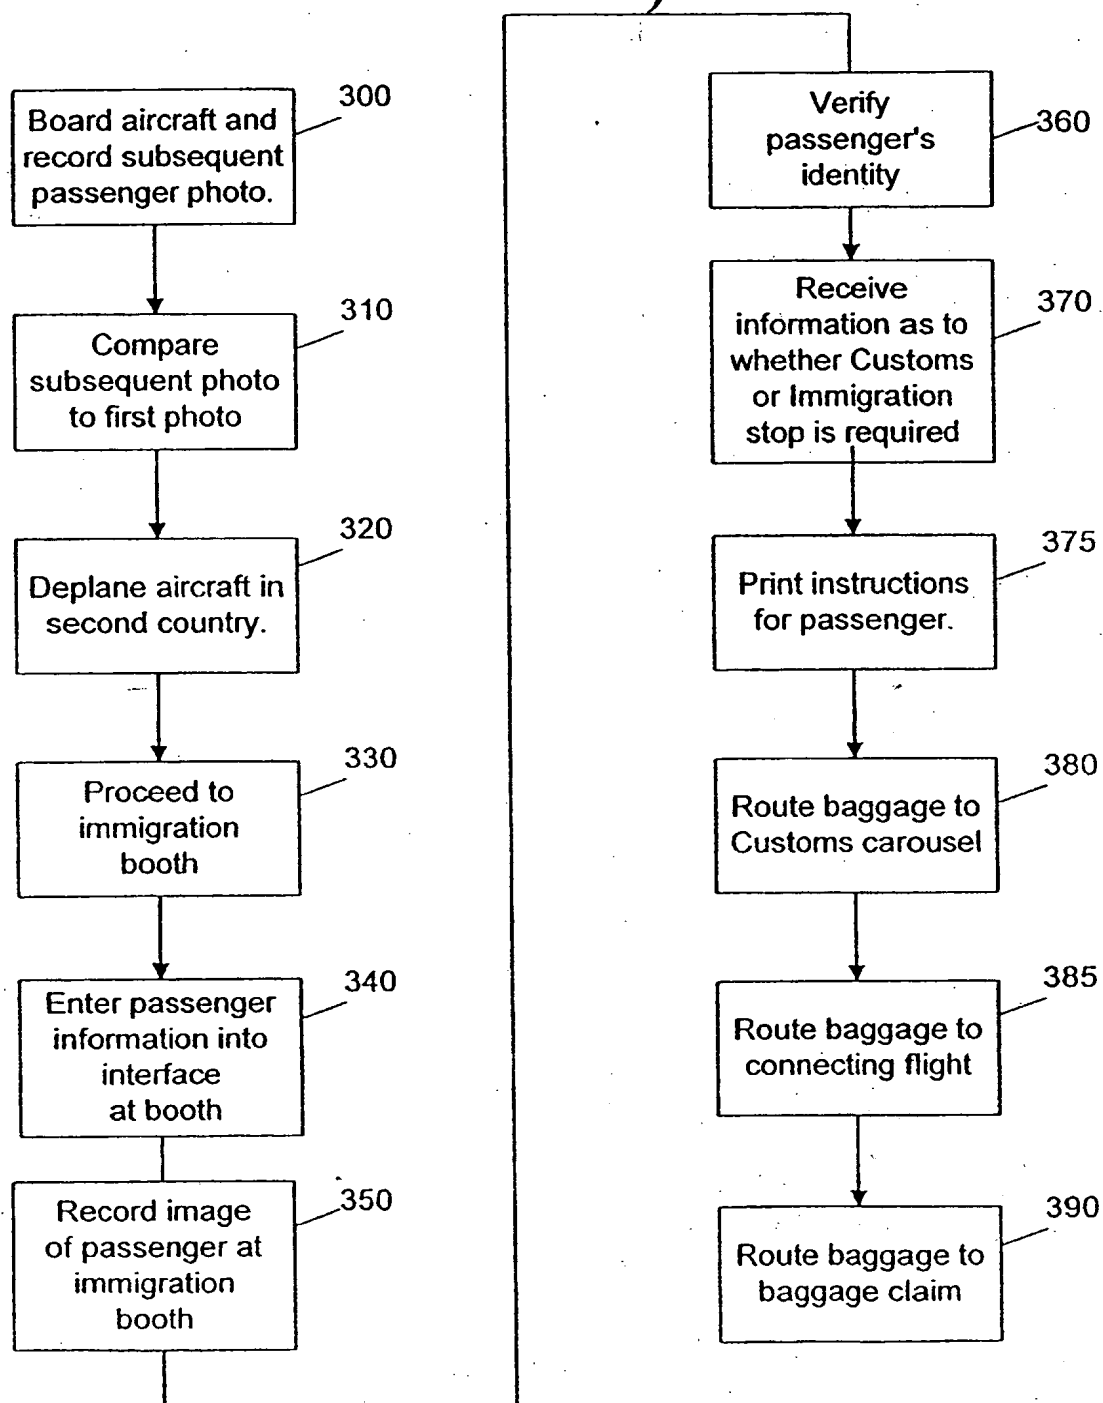 300
Board aircraft and
record subsequent
passenger photo.
310
Compare
subsequent photo
to first photo
320
Deplane aircraft in
second country.
330
Proceed to
immigration
booth
340
Enter passenger
information into
interface
at booth
350
Record image
of passenger at
immigration
booth
360
Verify
passenger's
identity
370
Receive
information as to
whether Customs
or Immigration
stop is required
375
Print instructions
for passenger.
380
Route baggage to
Customs carousel
385
Route baggage to
connecting flight
390
Route baggage to
baggage claim